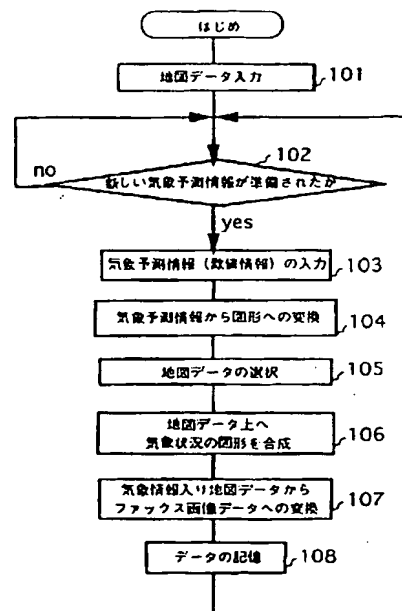 はじめ
地図データ入力 101
102
新しい気象予測情報が準備されたか
no
yes
気象予測情報(数値情報)の入力 103
気象予測情報から図形への変換 104
地図データの選択 105
地図データ上へ
気象状況の図形を合成 106
気象情報入り地図データから
ファックス画像データへの変換 107
データの記憶 108